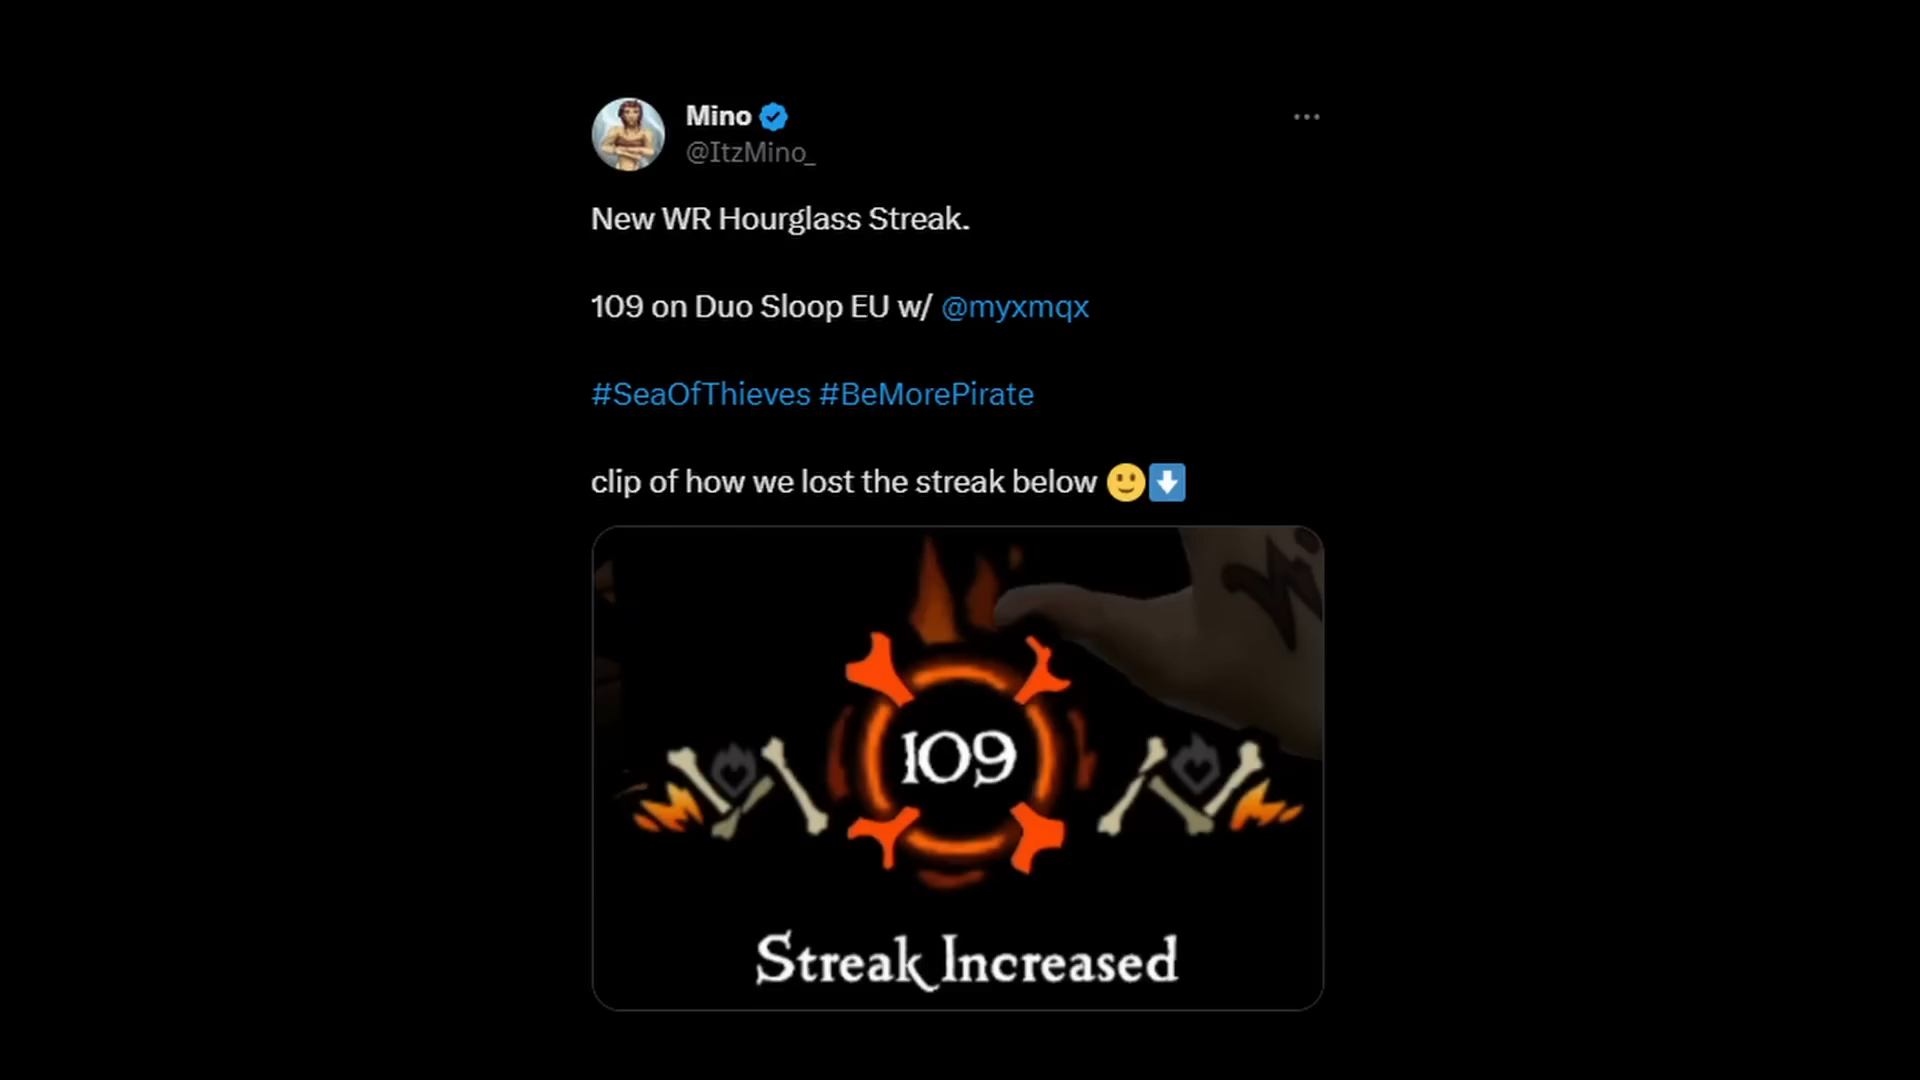 Mino
@ItzMino_
New WR Hourglass Streak.
109 on Duo Sloop EU w/ @myxmqx
#SeaOfThieves #BeMorePirate
clip of how we lost the streak below 🙂⬇️
109
Streak Increased